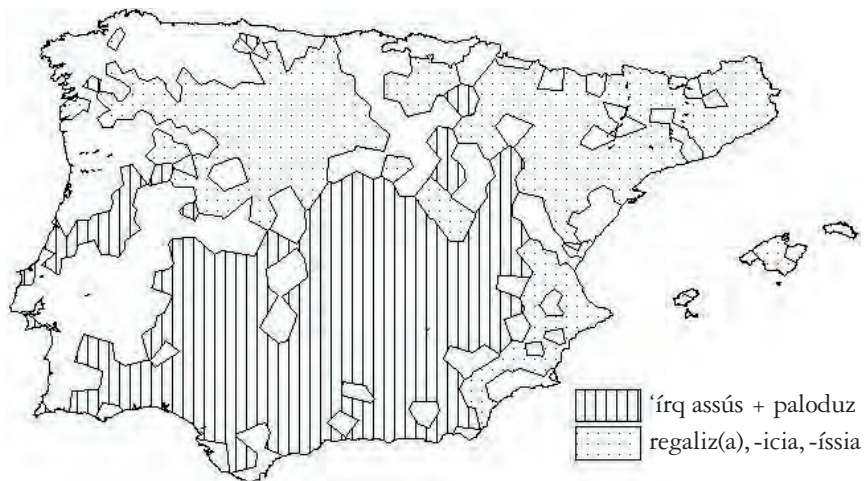 ‘írq assús + paloduz
regaliz(a), -icia, -íssia